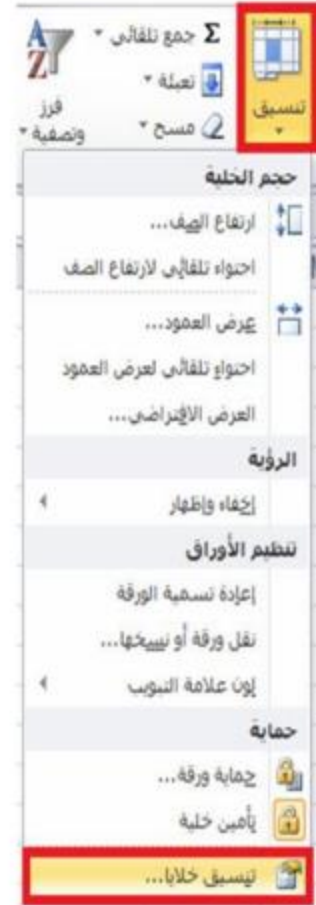 تنسيق
Σ جمع تلقائي
تعبئة
مسح
فرز
وتصفية
حجم الخلية
ارتفاع الصف...
احتواء تلقائي لارتفاع الصف
عرض العمود...
احتواء تلقائي لعرض العمود
العرض الافتراضي...
الرؤية
إخفاء وإظهار
تنظيم الأوراق
إعادة تسمية الورقة
نقل ورقة أو نسخها...
لون علامة التبويب
حماية
حماية ورقة...
تأمين خلية
تنسيق خلايا...